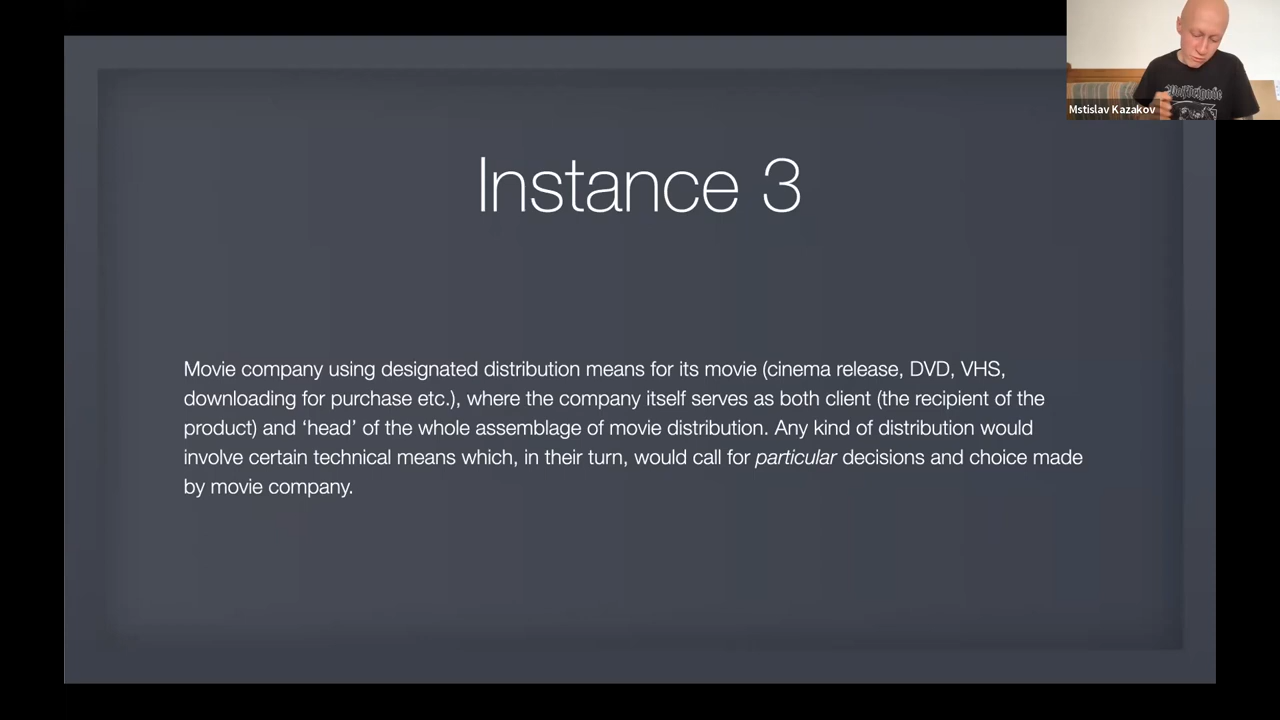 Mstislav Kazakov
Instance 3
Movie company using designated distribution means for its movie (cinema release, DVD, VHS,
downloading for purchase etc.), where the company itself serves as both client (the recipient of the
product) and ‘head’ of the whole assemblage of movie distribution. Any kind of distribution would
involve certain technical means which, in their turn, would call for particular decisions and choice made
by movie company.